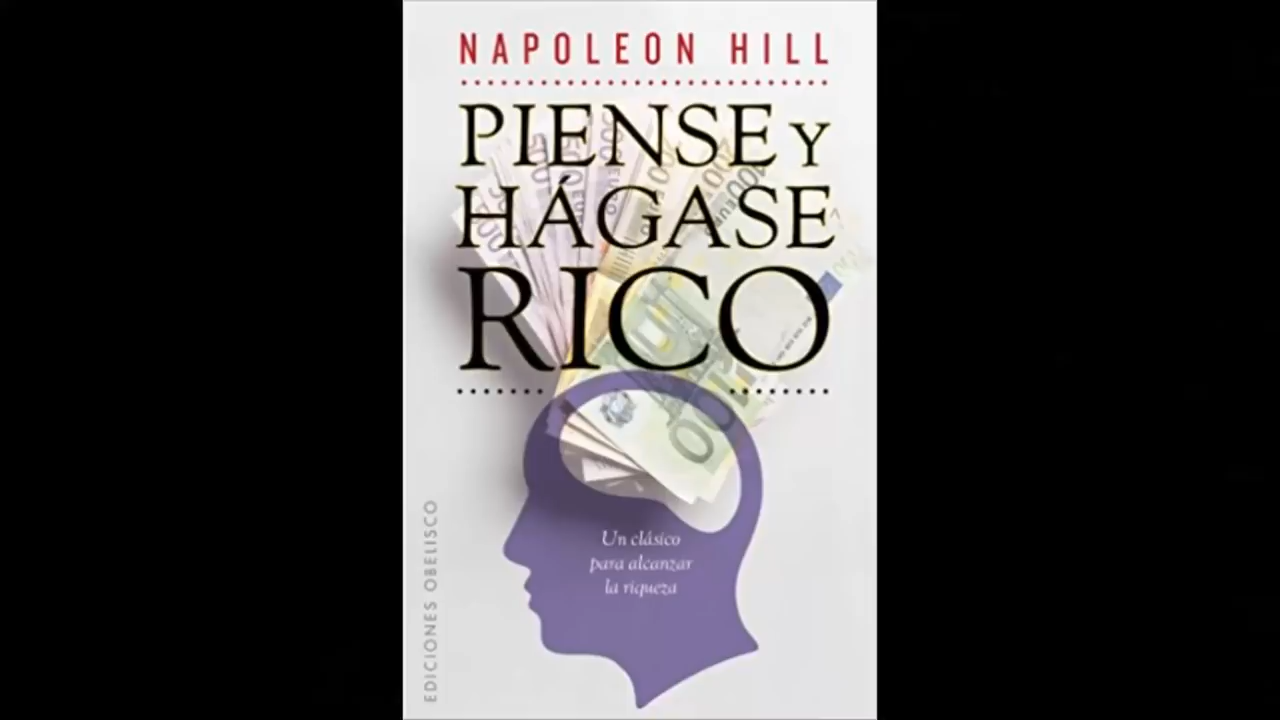 NAPOLEON HILL
PIENSE Y
HÁGASE
RICO
Un clásico
para alcanzar
la riqueza
EDICIONES OBELISCO